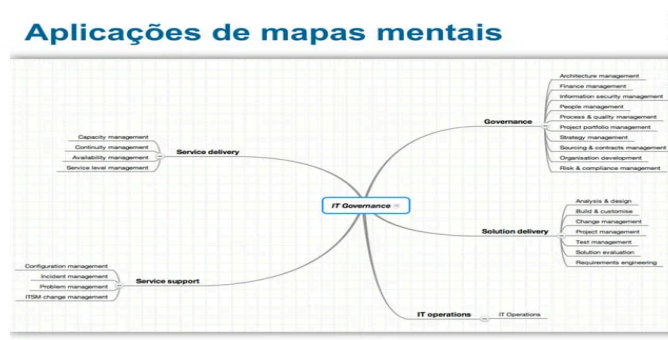 Aplicações de mapas mentais
Architecture management
Finance management
Information security management
People management
Governance
Process & quality management
Project portfolio management
Strategy management
Sourcing & contracts management
Organisation development
Risk & compliance management
Capacity management
Continuity management
Service delivery
Availability management
Service level management
IT Governance
Analysis & design
Build & customise
Change management
Solution delivery
Project management
Test management
Solution evaluation
Requirements engineering
Configuration management
Incident management
Service support
Problem management
ITSM change management
IT operations
IT Operations